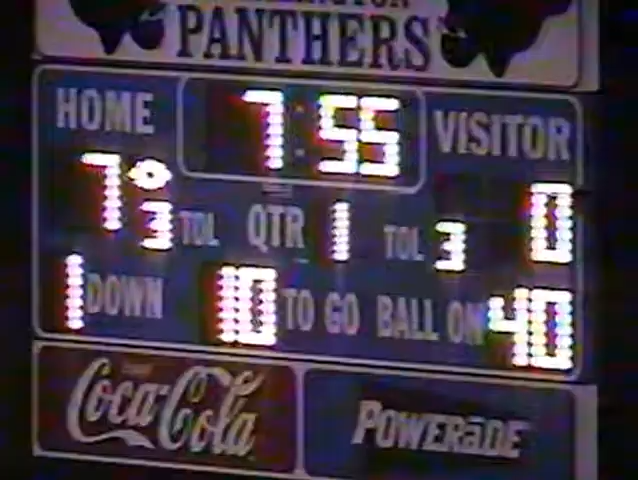 PANTHERS
HOME 7:55 VISITOR
7 0
3 TOL QTR 1 TOL 3
1 DOWN 10 TO GO BALL ON 40
Coca-Cola POWERADE